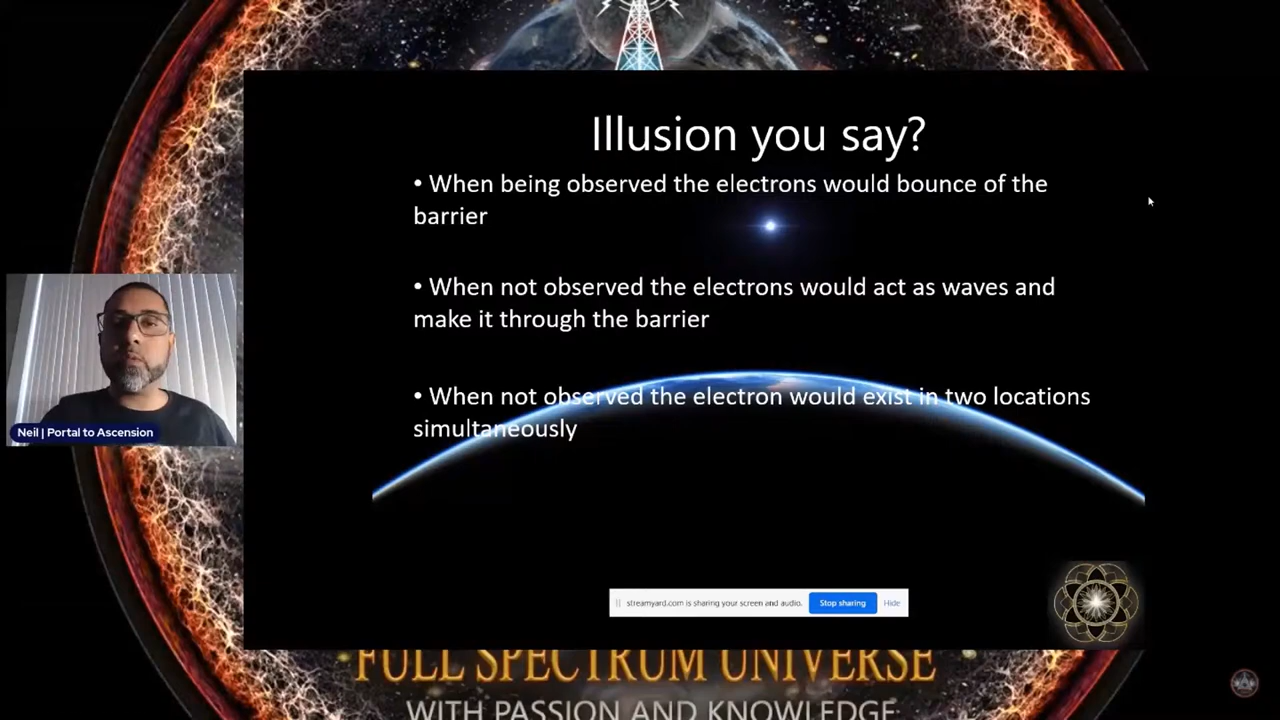 Illusion you say?
• When being observed the electrons would bounce of the
barrier
• When not observed the electrons would act as waves and
make it through the barrier
• When not observed the electron would exist in two locations
simultaneously
Neil | Portal to Ascension
streamyard.com is sharing your screen and audio.
Stop sharing
Hide
FULL SPECTRUM UNIVERSE
WITH PASSION AND KNOWLEDGE